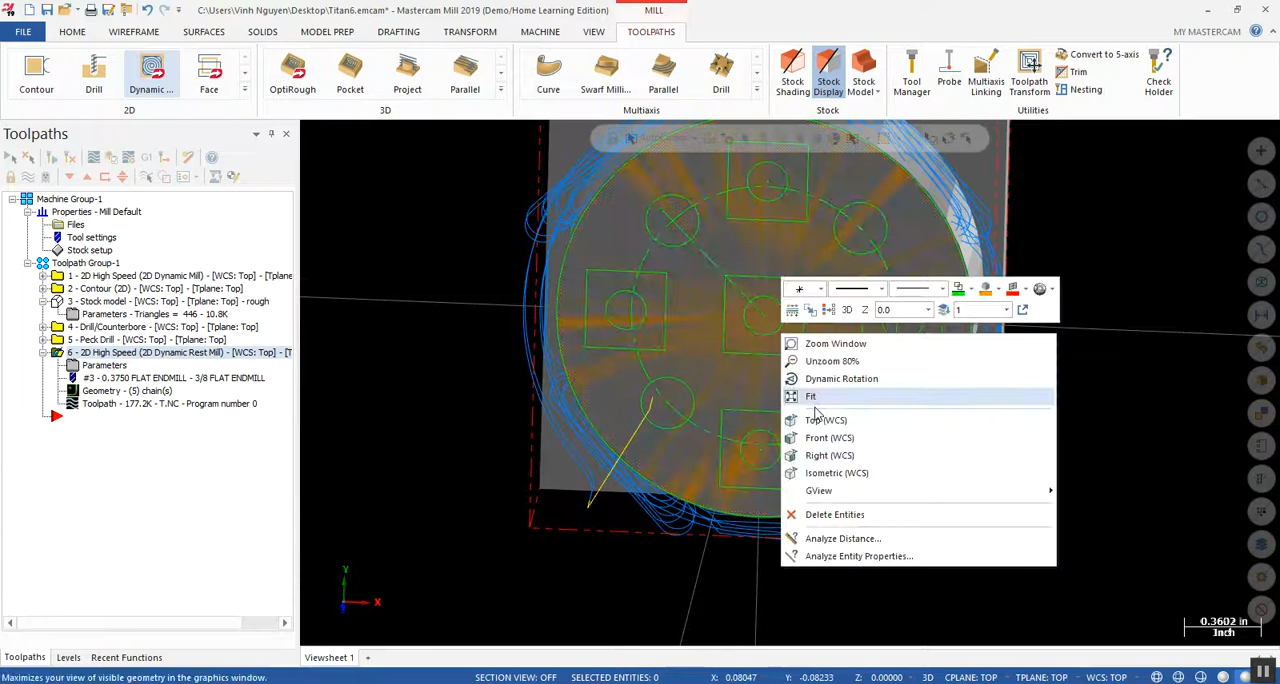 C:\Users\Vinh Nguyen\Desktop\Titan6.emcam* - Mastercam Mill 2019 (Demo/Home Learning Edition)
MILL
FILE HOME WIREFRAME SURFACES SOLIDS MODEL PREP DRAFTING TRANSFORM MACHINE VIEW TOOLPATHS MY MASTERCAM
Contour Drill Dynamic ... Face OptiRough Pocket Project Parallel Curve Swarf Milli... Parallel Drill Stock Shading Stock Display Stock Model Tool Manager Probe Multiaxis Linking Toolpath Transform Convert to 5-axis Trim Nesting Check Holder
2D 3D Multiaxis Stock Utilities
Toolpaths
G1
Machine Group-1
Properties - Mill Default
Files
Tool settings
Stock setup
Toolpath Group-1
1 - 2D High Speed (2D Dynamic Mill) - [WCS: Top] - [Tplane
2 - Contour (2D) - [WCS: Top] - [Tplane: Top]
3 - Stock model - [Tplane: Top] - rough
Parameters - Triangles = 446 - 10.8K
4 - Drill/Counterbore - [WCS: Top] - [Tplane: Top]
5 - Peck Drill - [WCS: Top] - [Tplane: Top]
6 - 2D High Speed (2D Dynamic Rest Mill) - [WCS: Top] - [T
Parameters
#3 - 0.3750 FLAT ENDMILL - 3/8 FLAT ENDMILL
Geometry - (5) chain(s)
Toolpath - 177.2K - T.NC - Program number 0
3D Z 0.0 1
Zoom Window
Unzoom 80%
Dynamic Rotation
Fit
Top (WCS)
Front (WCS)
Right (WCS)
Isometric (WCS)
GView
Delete Entities
Analyze Distance...
Analyze Entity Properties...
Y
X
0.3602 in
Inch
Toolpaths Levels Recent Functions Viewsheet 1 +
Maximizes your view of visible geometry in the graphics window. SECTION VIEW: OFF SELECTED ENTITIES: 0 X: 0.08047 Y: -0.08233 Z: 0.00000 3D CPLANE: TOP TPLANE: TOP WCS: TOP